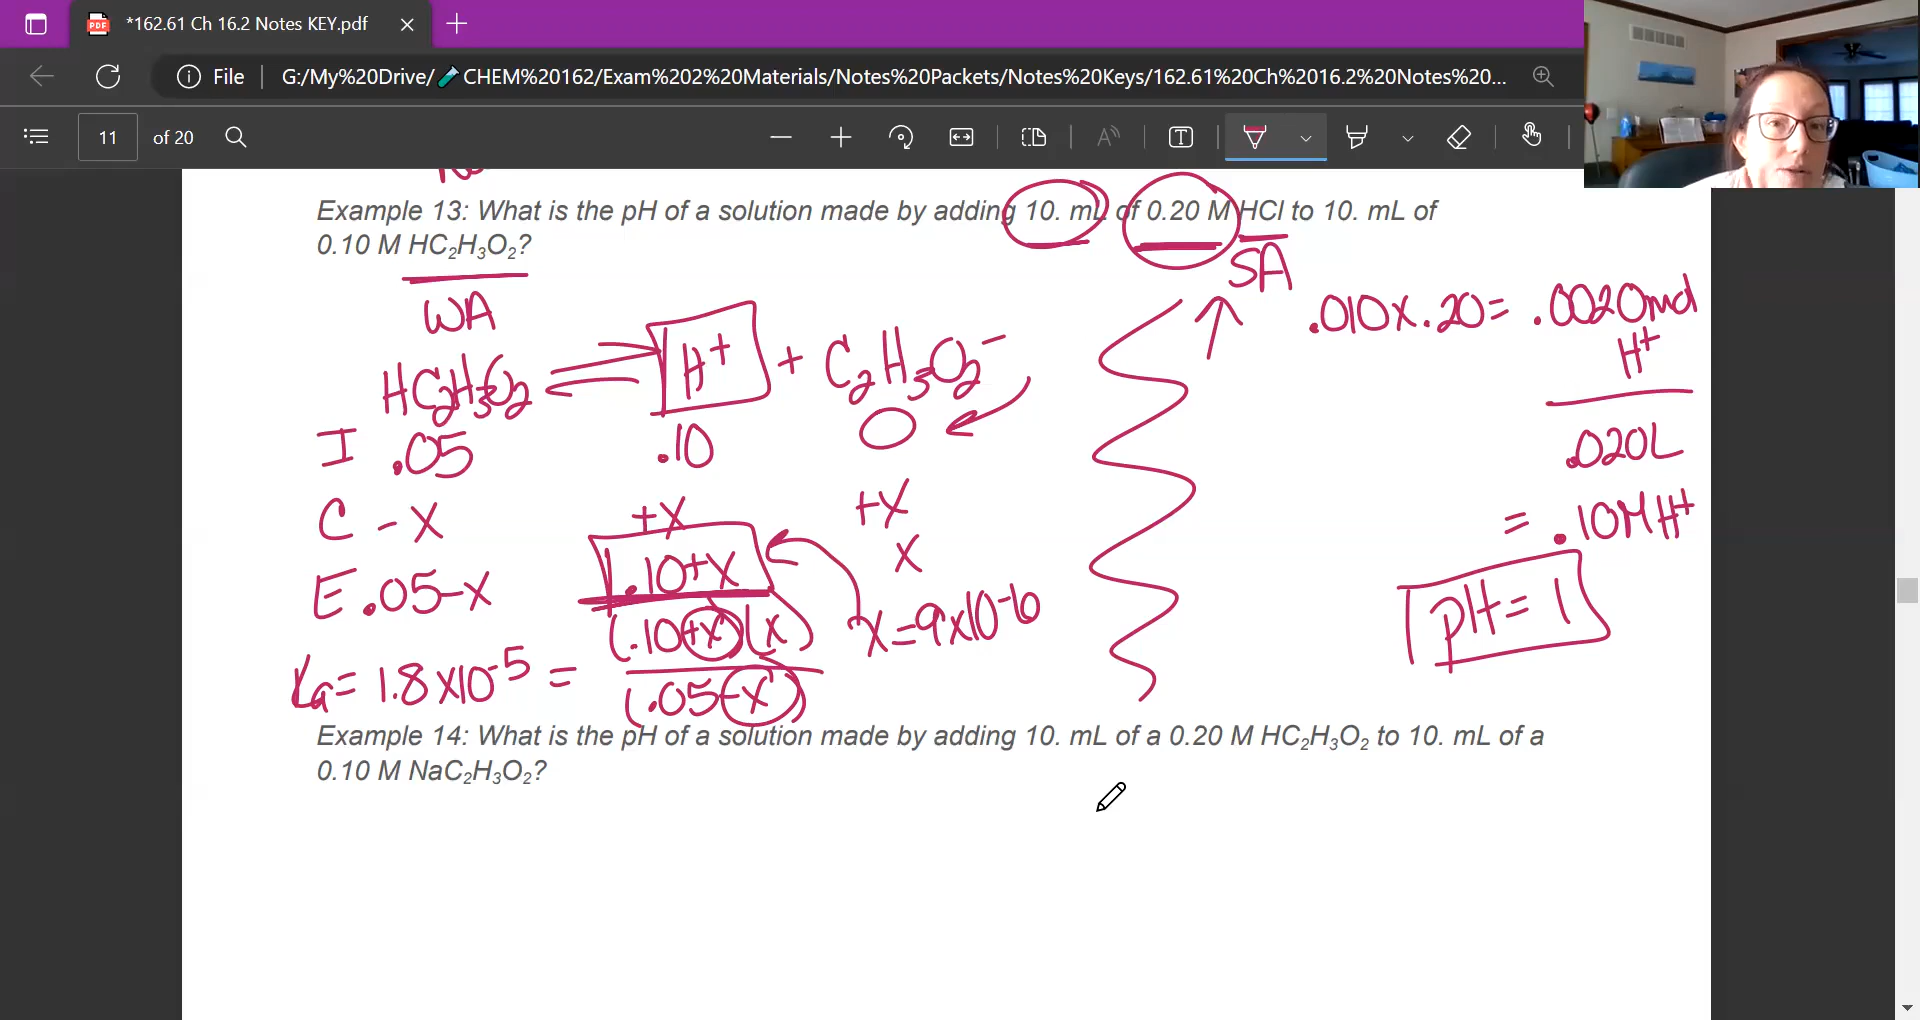 *162.61 Ch 16.2 Notes KEY.pdf
File G:/My%20Drive/🧪CHEM%20162/Exam%202%20Materials/Notes%20Packets/Notes%20Keys/162.61%20Ch%2016.2%20Notes%20...
11 of 20
Example 13: What is the pH of a solution made by adding 10. mL of 0.20 M HCl to 10. mL of
0.10 M HC₂H₃O₂?
SA
WA
.010 x .20 = .0020 mol
H⁺
.020L
= .10M H⁺
pH = 1
HC₂H₃O₂ ⇌ H⁺ + C₂H₃O₂⁻
I .05 .10 0
C -x +x +x
E .05-x .10+x x
(.10+x)(x) x=9x10⁻⁶
Ka = 1.8 x10⁻⁵ =
(.05-x)
Example 14: What is the pH of a solution made by adding 10. mL of a 0.20 M HC₂H₃O₂ to 10. mL of a
0.10 M NaC₂H₃O₂?